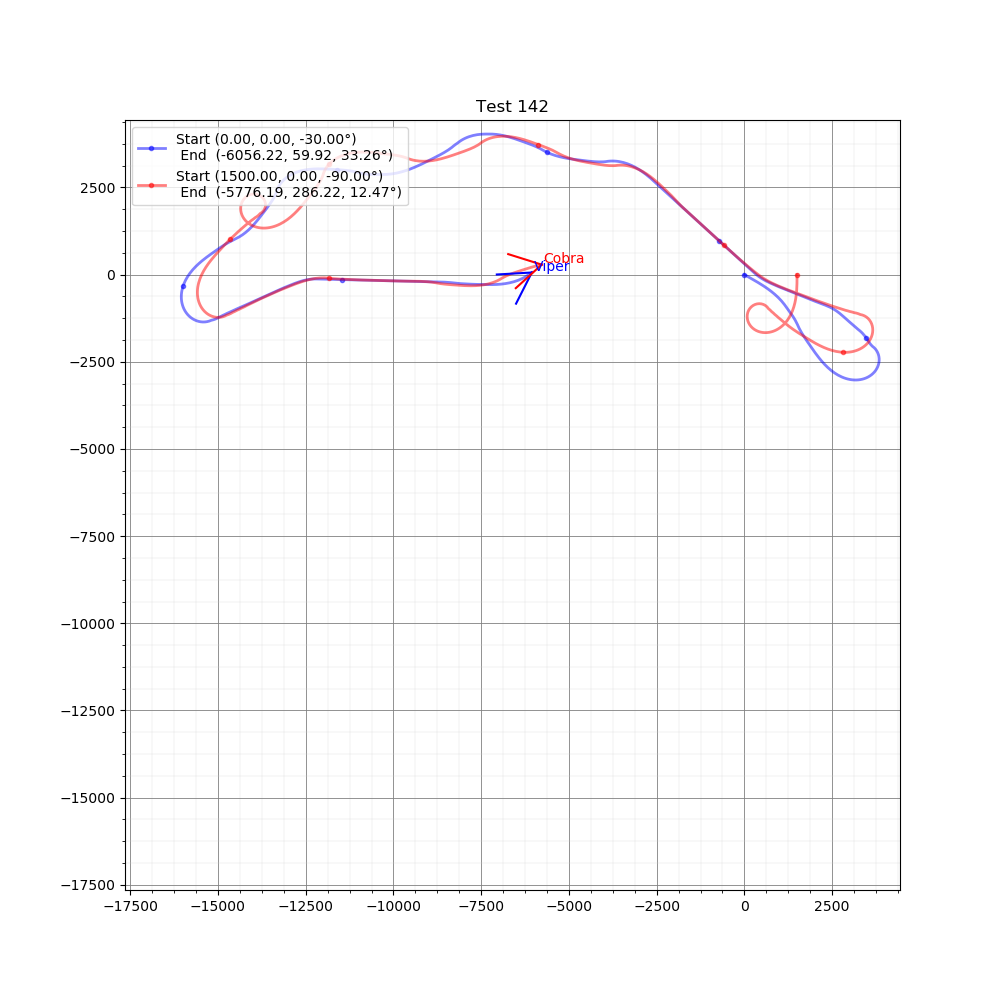 Test 142
Start (0.00, 0.00, -30.00°)
End (-6056.22, 59.92, 33.26°)
Start (1500.00, 0.00, -90.00°)
End (-5776.19, 286.22, 12.47°)
Cobra
Viper
2500
0
−2500
−5000
−7500
−10000
−12500
−15000
−17500
−17500 −15000 −12500 −10000 −7500 −5000 −2500 0 2500